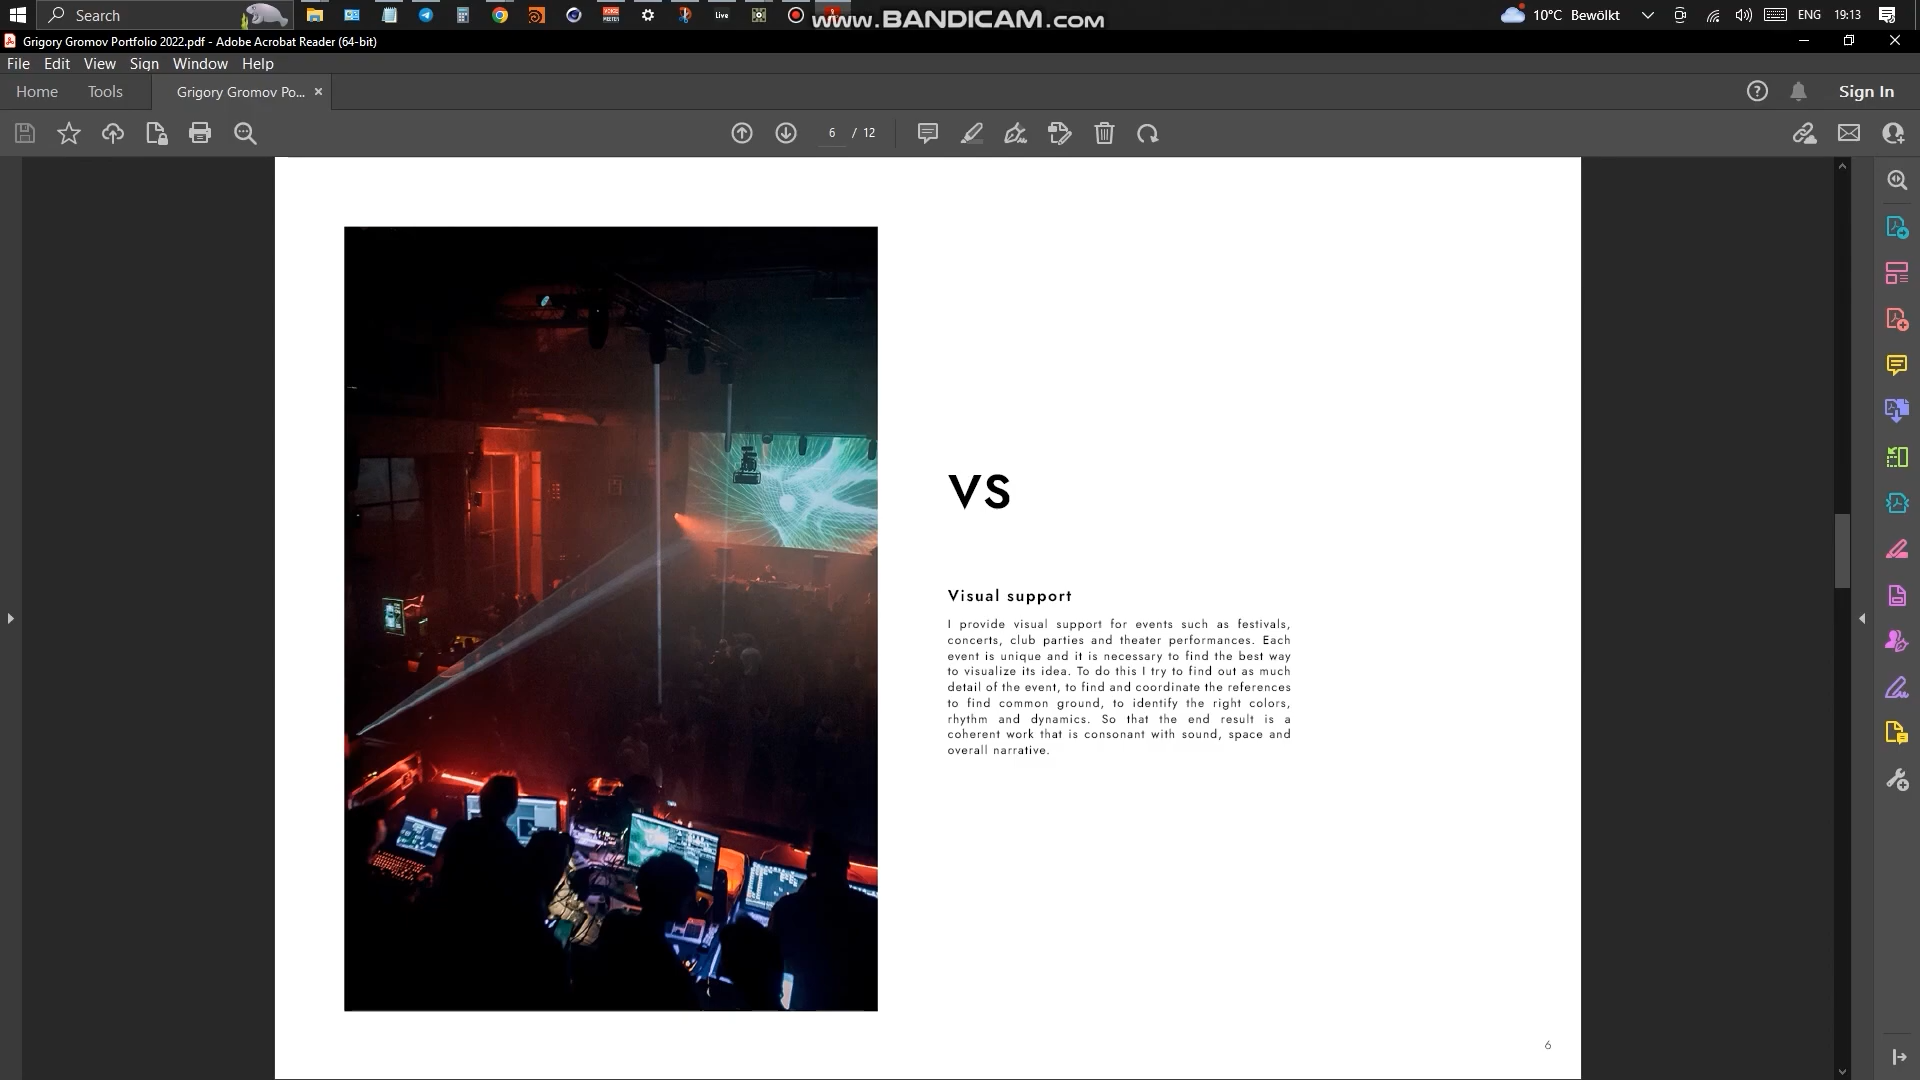 Search
www.BANDICAM.com
10°C Bewölkt
ENG
19:13
Grigory Gromov Portfolio 2022.pdf - Adobe Acrobat Reader (64-bit)
File Edit View Sign Window Help
Home
Tools
Grigory Gromov Po...
Sign In
6 / 12
VS
Visual support
I provide visual support for events such as festivals,
concerts, club parties and theater performances. Each
event is unique and it is necessary to find the best way
to visualize its idea. To do this I try to find out as much
detail of the event, to find and coordinate the references
to find common ground, to identify the right colors,
rhythm and dynamics. So that the end result is a
coherent work that is consonant with sound, space and
overall narrative.
6